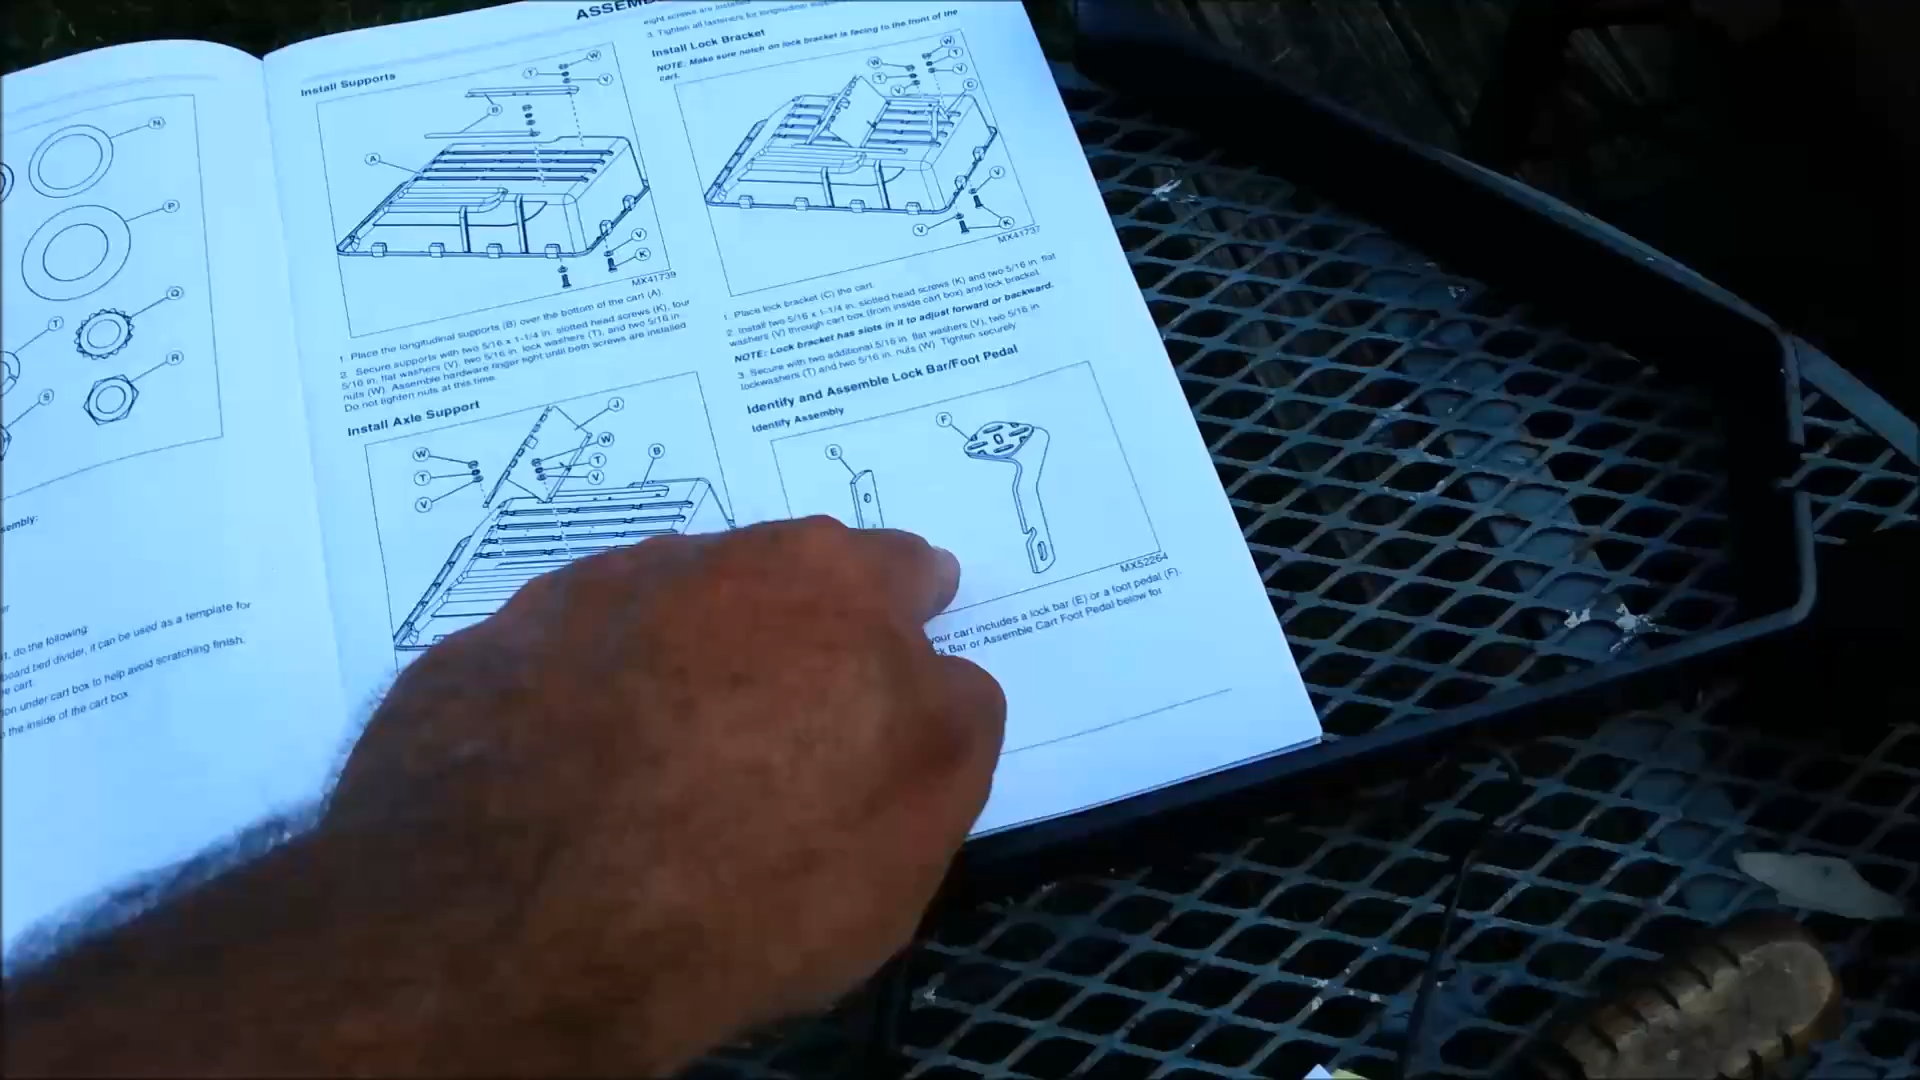 ASSEMB
N
P
Q
T
R
S
sembly:
do the following:
board bed divider, it can be used as a template for
e cart.
ion under cart box to help avoid scratching finish.
the inside of the cart box
Install Supports
W
T
V
B
A
V
K
MX41739
1. Place the longitudinal supports (B) over the bottom of the cart (A).
2. Secure supports with two 5/16 x 1-1/4 in. slotted head screws (K), four
5/16 in. flat washers (V), two 5/16 in. lock washers (T), and two 5/16 in.
nuts (W). Assemble hardware finger tight until both screws are installed.
Do not tighten nuts at this time.
Install Axle Support
J
W
W
T
T
B
V
V
eight screws are installed
3. Tighten all fasteners for longitudinal
Install Lock Bracket
NOTE: Make sure notch on lock bracket is facing to the front of the
cart.
W
W
T
T
V
V
C
V
V
K
MX41737
1. Place lock bracket (C) the cart.
2. Install two 5/16 x 1-1/4 in. slotted head screws (K) and two 5/16 in. flat
washers (V) through cart box (from inside cart box) and lock bracket.
NOTE: Lock bracket has slots in it to adjust forward or backward.
3. Secure with two additional 5/16 in. flat washers (V), two 5/16 in
lockwashers (T) and two 5/16 in. nuts (W). Tighten securely.
Identify and Assemble Lock Bar/Foot Pedal
Identify Assembly
F
E
MX52264
your cart includes a lock bar (E) or a foot pedal (F).
ck Bar or Assemble Cart Foot Pedal below for